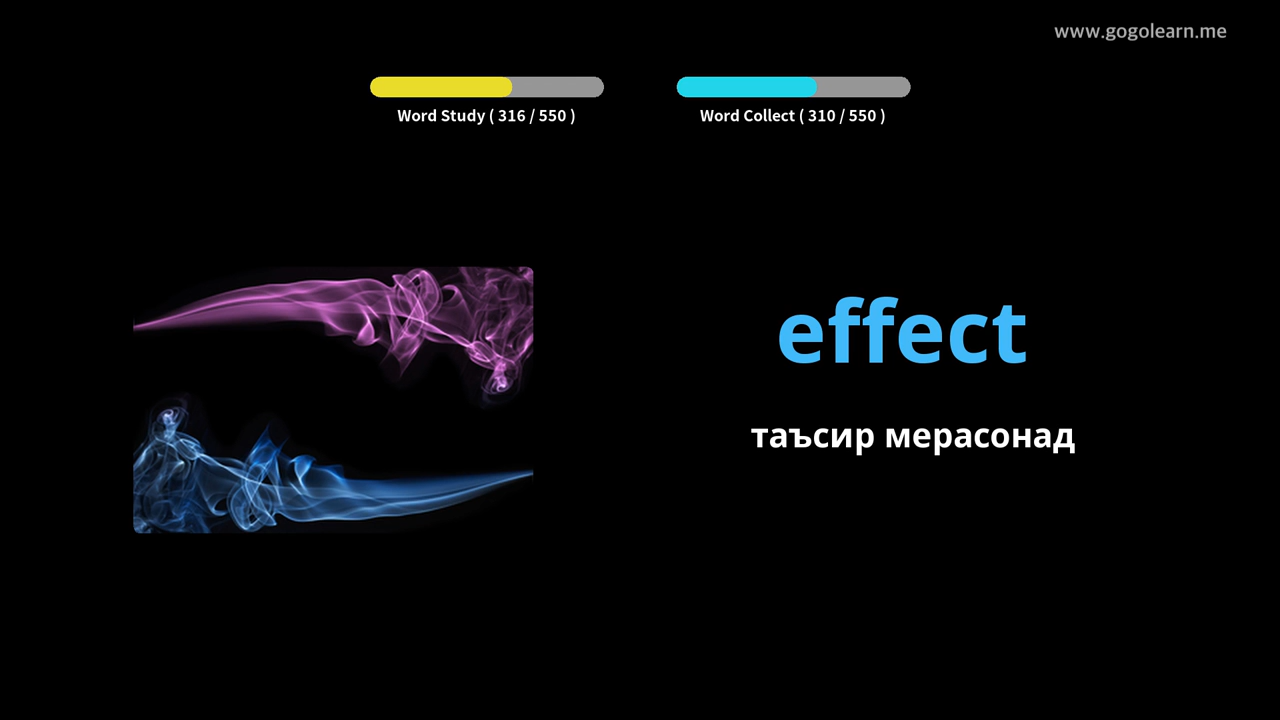 www.gogolearn.me
Word Study ( 316 / 550 )
Word Collect ( 310 / 550 )
effect
таъсир мерасонад